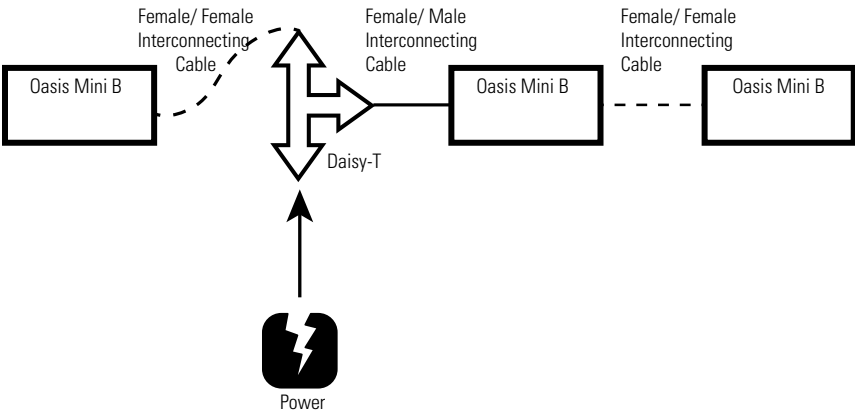 Female/ Female
Interconnecting
Cable
Female/ Male
Interconnecting
Cable
Female/ Female
Interconnecting
Cable
Oasis Mini B
Oasis Mini B
Oasis Mini B
Daisy-T
Power